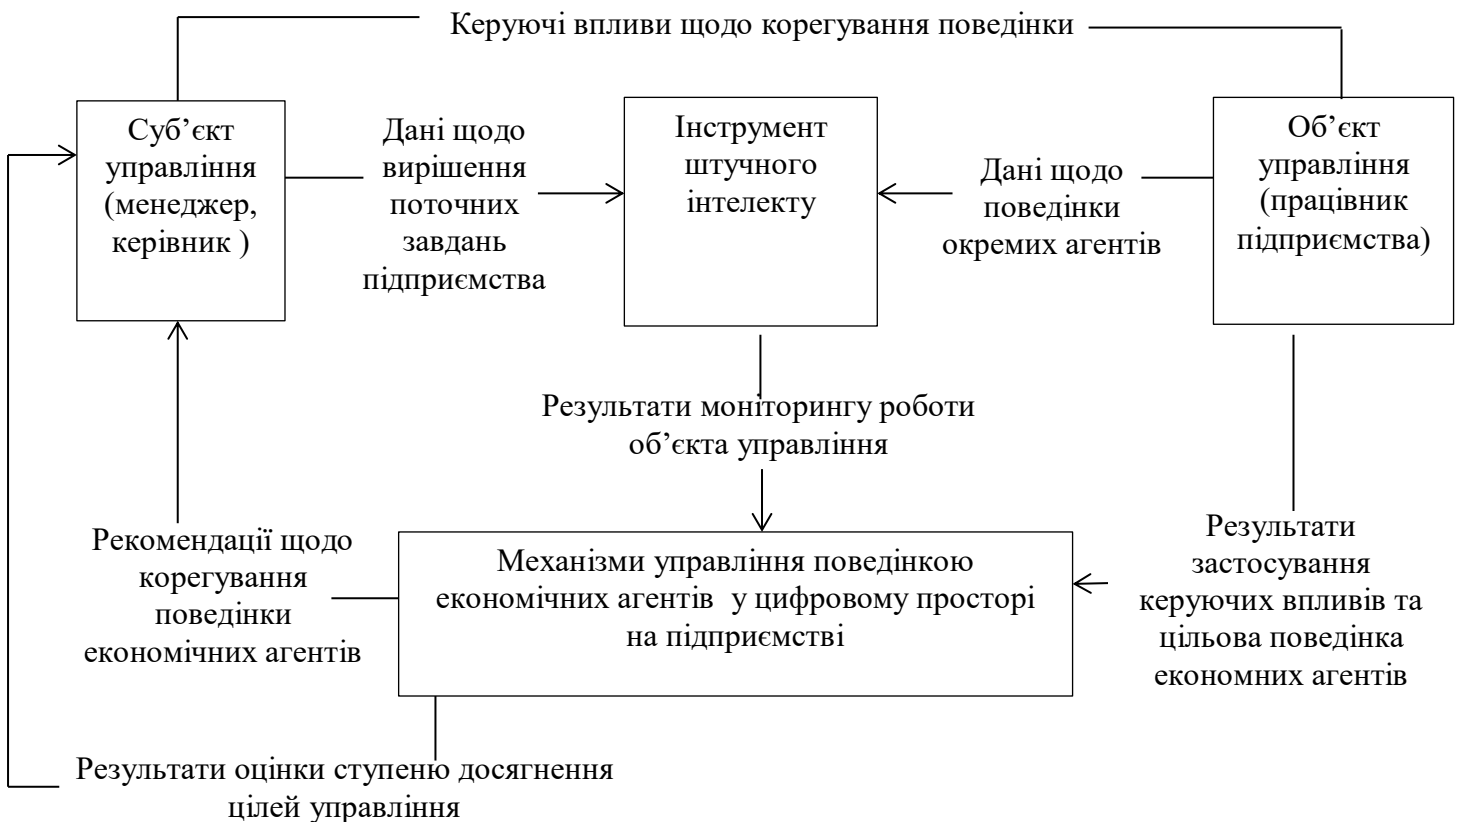 Керуючі впливи щодо корегування поведінки
Суб’єкт
управління
(менеджер,
керівник )
Дані щодо
вирішення
поточних
завдань
підприємства
Інструмент
штучного
інтелекту
Дані щодо
поведінки
окремих агентів
Об’єкт
управління
(працівник
підприємства)
Результати моніторингу роботи
об’єкта управління
Рекомендації щодо
корегування
поведінки
економічних агентів
Механізми управління поведінкою
економічних агентів  у цифровому просторі
на підприємстві
Результати
застосування
керуючих впливів та
цільова поведінка
економних агентів
Результати оцінки ступеню досягнення
цілей управління